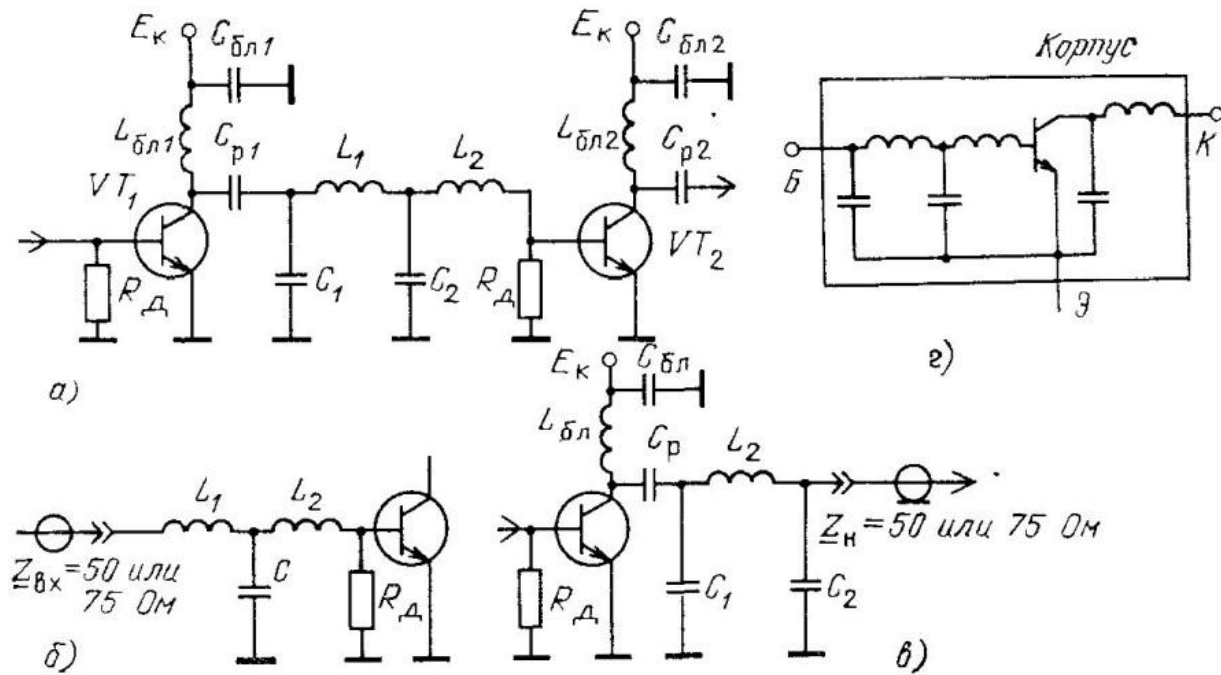 Eк Cбл1 Eк Cбл2
Корпус
Lбл1 Cр1 L1 L2 Lбл2 Cр2
К
Б
VT1
VT2
Rд C1 C2 Rд
Э
а)
г)
Eк Cбл
Lбл Cр L2
L1 L2
Zвх=50 или
75 Ом
C
Rд
Rд
C1
C2
Zн=50 или 75 Ом
б)
в)